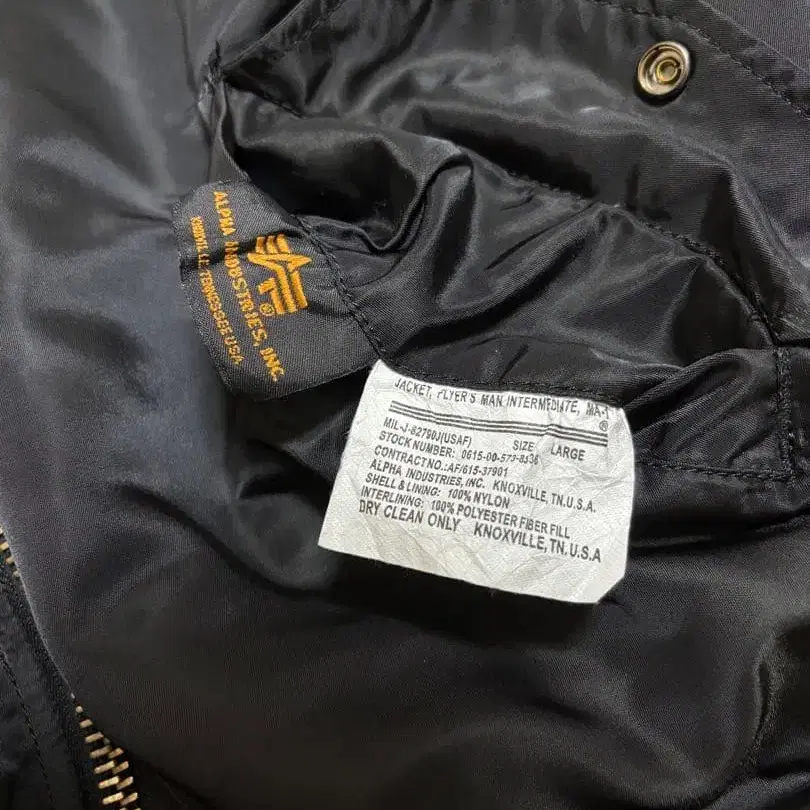 ALPHA INDUSTRIES, INC.
KNOXVILLE, TENNESSEE USA
®
JACKET, FLYER'S MAN INTERMEDIATE, MA-1
®
MIL-J-82790J(USAF) SIZE LARGE
STOCK NUMBER: 0615-00-573-8336
CONTRACT NO.: AF/615-37901
ALPHA INDUSTRIES, INC. KNOXVILLE, TN. U.S.A.
SHELL & LINING: 100% NYLON
INTERLINING: 100% POLYESTER FIBER FILL
DRY CLEAN ONLY KNOXVILLE, TN. U.S.A